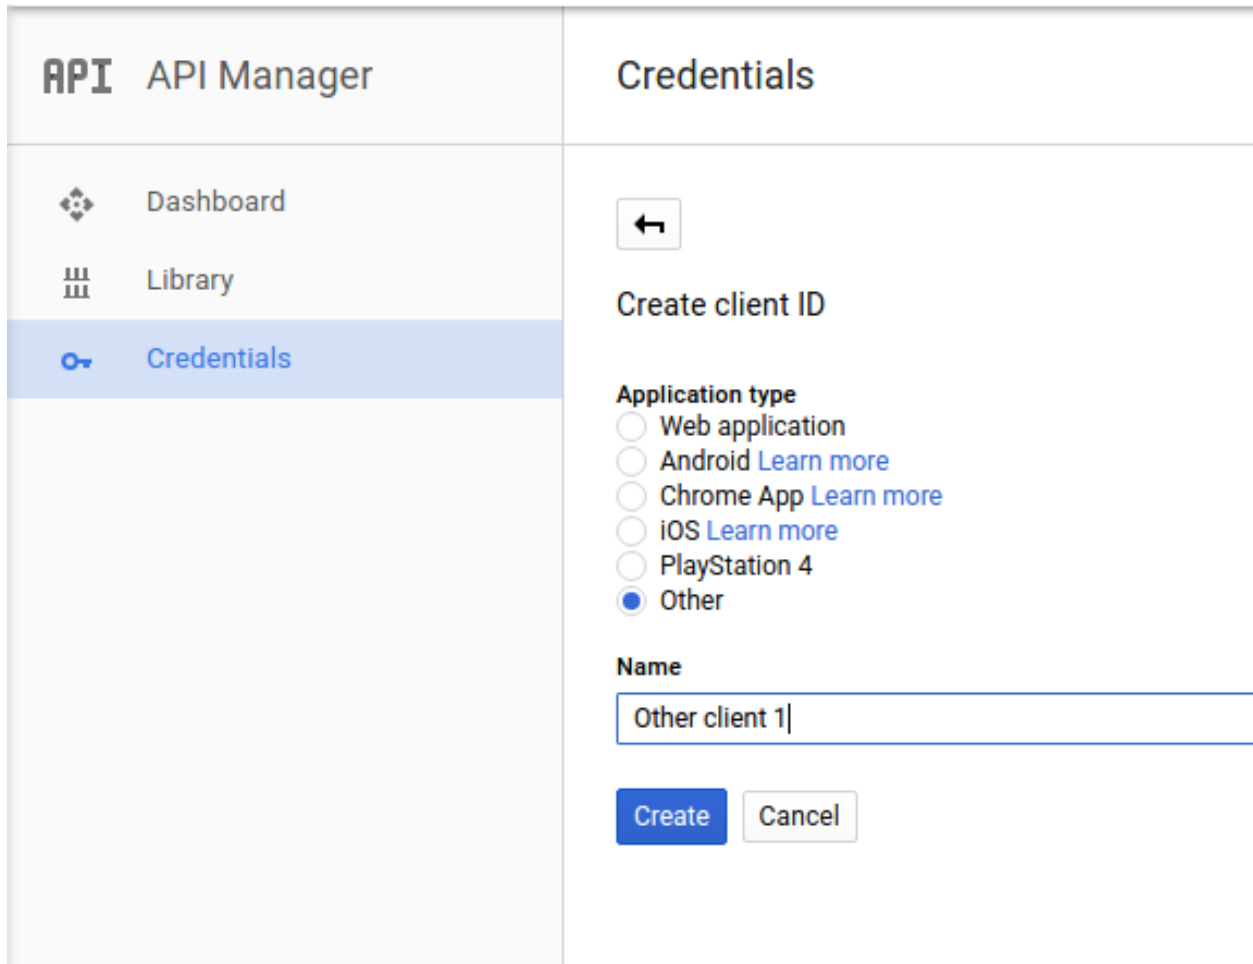 API API Manager
Credentials
Dashboard
Library
Credentials
Create client ID
Application type
Web application
Android Learn more
Chrome App Learn more
iOS Learn more
PlayStation 4
Other
Name
Other client 1
Create Cancel